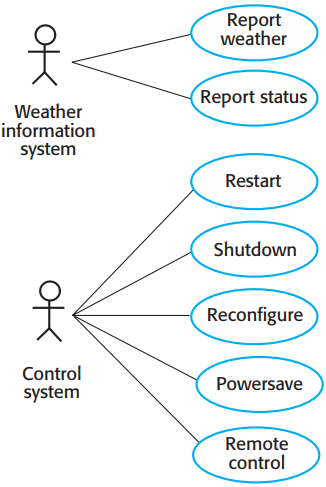 Report
weather
Report status
Weather
information
system
Restart
Shutdown
Reconfigure
Powersave
Control
system
Remote
control